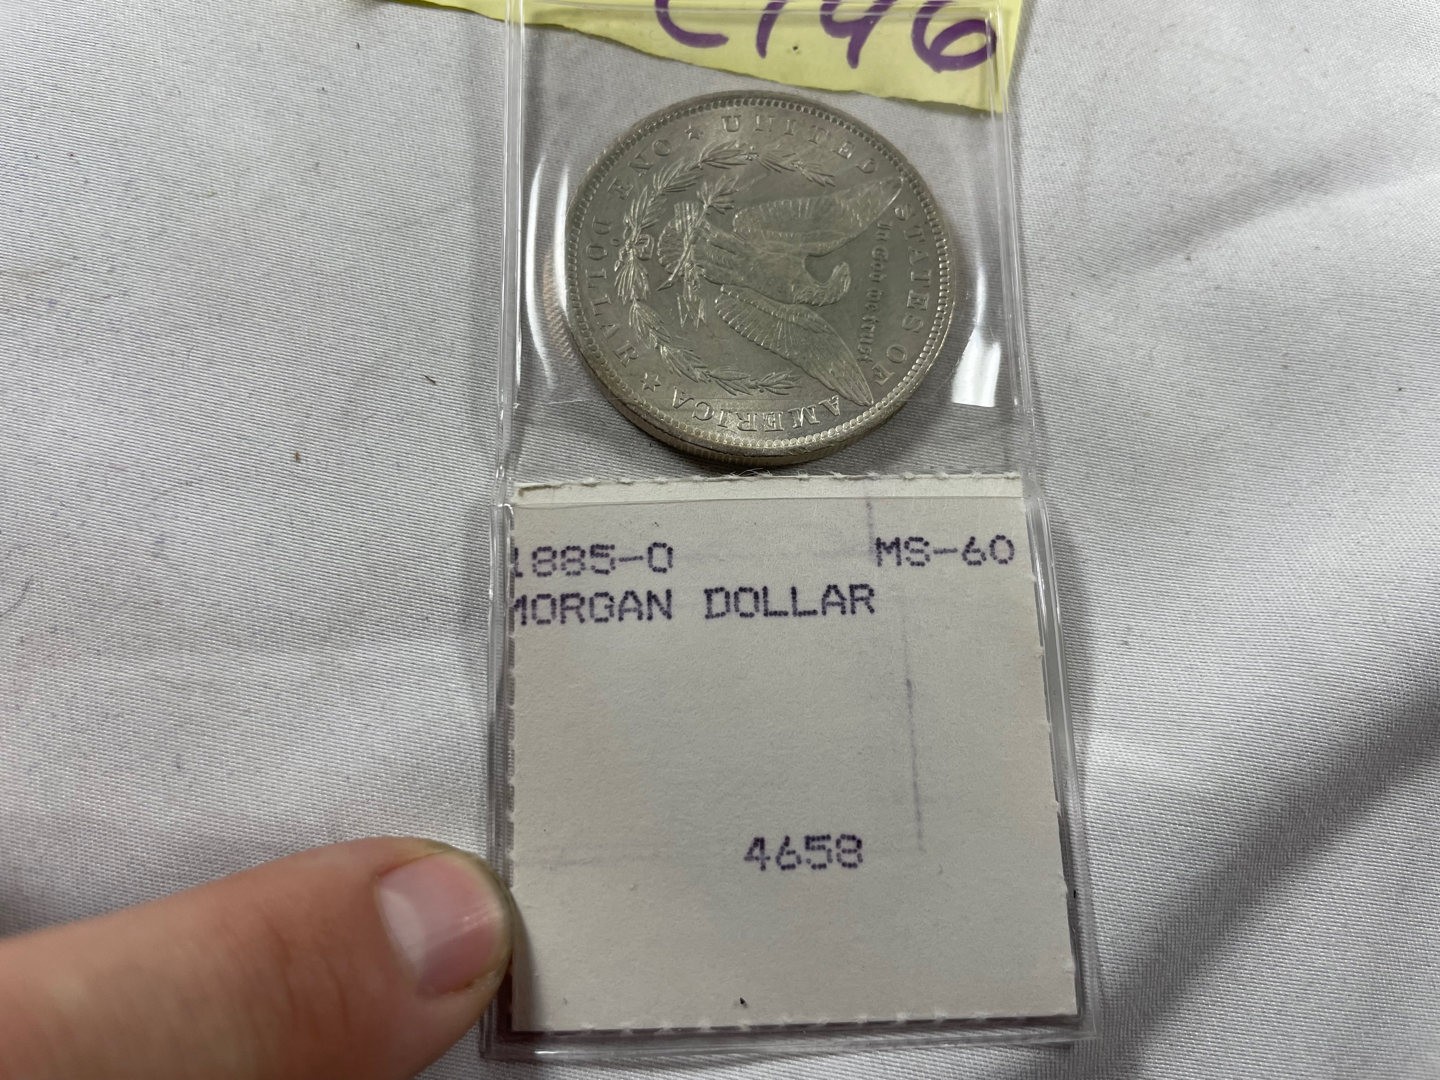 C146
UNITED STATES OF AMERICA
In God we trust
ONE DOLLAR
1885-O MS-60
MORGAN DOLLAR
4658